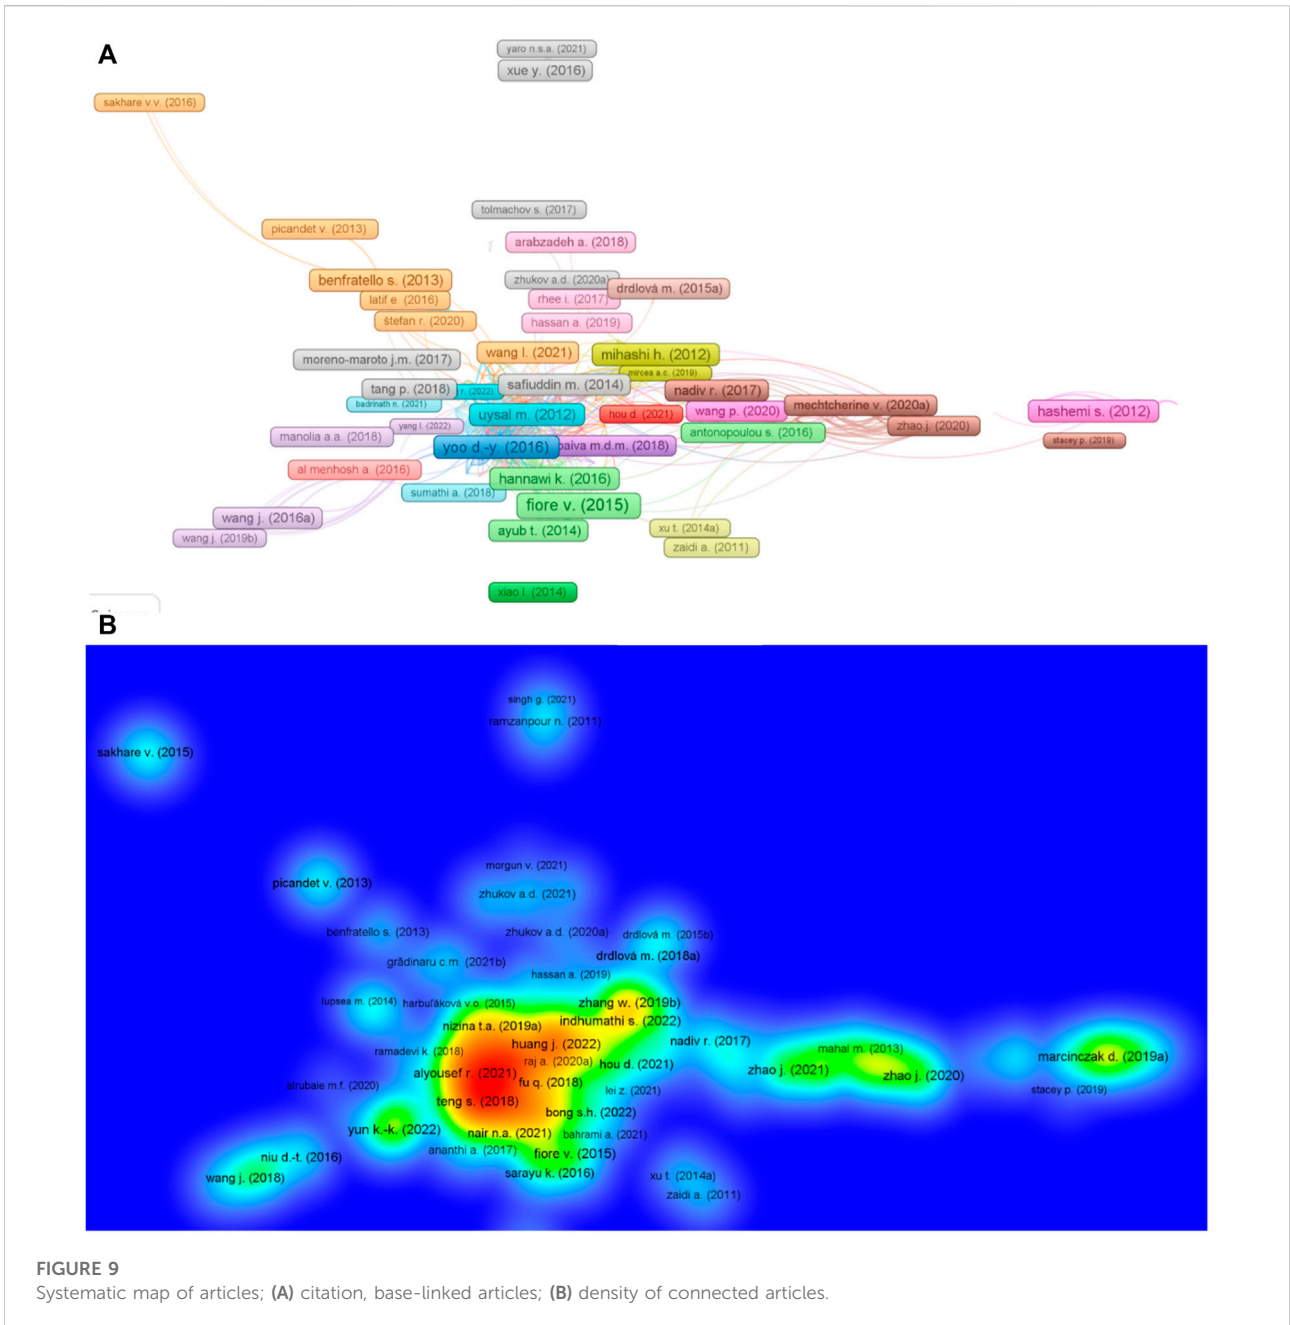 A
yaro n.s.a. (2021)
xue y. (2016)
sakhare v.v. (2016)
tolmachov s. (2017)
picandet v. (2013)
arabzadeh a. (2018)
benfratello s. (2013)
zhukov a.d. (2020a)
drdlová m. (2015a)
latif e. (2016)
rhee i. (2017)
štefan r. (2020)
hassan a. (2019)
wang l. (2021)
mihashi h. (2012)
moreno-maroto j.m. (2017)
mircea a.c. (2019)
tang p. (2018)
r. (2022)
safiuddin m. (2014)
nadiv r. (2017)
badrinath n. (2021)
uysal m. (2012)
hou d. (2021)
wang p. (2020)
mechtcherine v. (2020a)
hashemi s. (2012)
yang l. (2022)
zhao j. (2020)
manolia a.a. (2018)
antonopoulou s. (2016)
stacey p. (2019)
yoo d -y. (2016)
paiva m.d.m. (2018)
al menhosh a. (2016)
hannawi k. (2016)
sumathi a. (2018)
fiore v. (2015)
wang j. (2016a)
ayub t. (2014)
xu t. (2014a)
wang j. (2019b)
zaidi a. (2011)
xiao l. (2014)
B
singh g. (2021)
ramzanpour n. (2011)
sakhare v. (2015)
morgun v. (2021)
picandet v. (2013)
zhukov a.d. (2021)
benfratello s. (2013)
zhukov a.d. (2020a)
drdlová m. (2015b)
grădinaru c.m. (2021b)
drdlová m. (2018a)
hassan a. (2019)
lupsea m. (2014)
harbuľáková v.o. (2015)
zhang w. (2019b)
nizina t.a. (2019a)
indhumathi s. (2022)
huang j. (2022)
nadiv r. (2017)
ramadevi k. (2018)
mahal m. (2013)
marcinczak d. (2019a)
raj a. (2020a)
hou d. (2021)
alyousef r. (2021)
zhao j. (2021)
zhao j. (2020)
fu q. (2018)
alrubaie m.f. (2020)
lei z. (2021)
stacey p. (2019)
teng s. (2018)
bong s.h. (2022)
yun k.-k. (2022)
nair n.a. (2021)
bahrami a. (2021)
ananthi a. (2017)
fiore v. (2015)
niu d.-t. (2016)
sarayu k. (2016)
wang j. (2018)
xu t. (2014a)
zaidi a. (2011)
FIGURE 9
Systematic map of articles; (A) citation, base-linked articles; (B) density of connected articles.